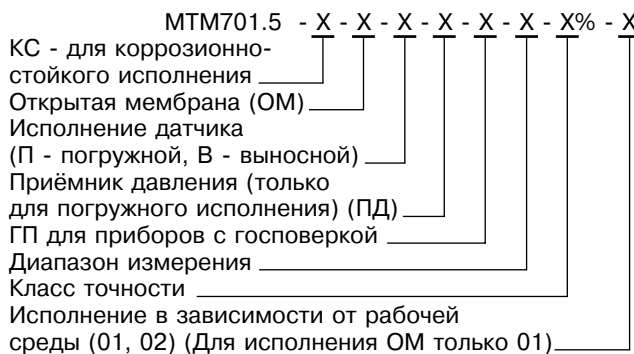 МТМ701.5 - X - X - X - X - X - X - X% - X
КС - для коррозионно-
стойкого исполнения
Открытая мембрана (ОМ)
Исполнение датчика
(П - погружной, В - выносной)
Приёмник давления (только
для погружного исполнения) (ПД)
ГП для приборов с госповеркой
Диапазон измерения
Класс точности
Исполнение в зависимости от рабочей
среды (01, 02) (Для исполнения ОМ только 01)